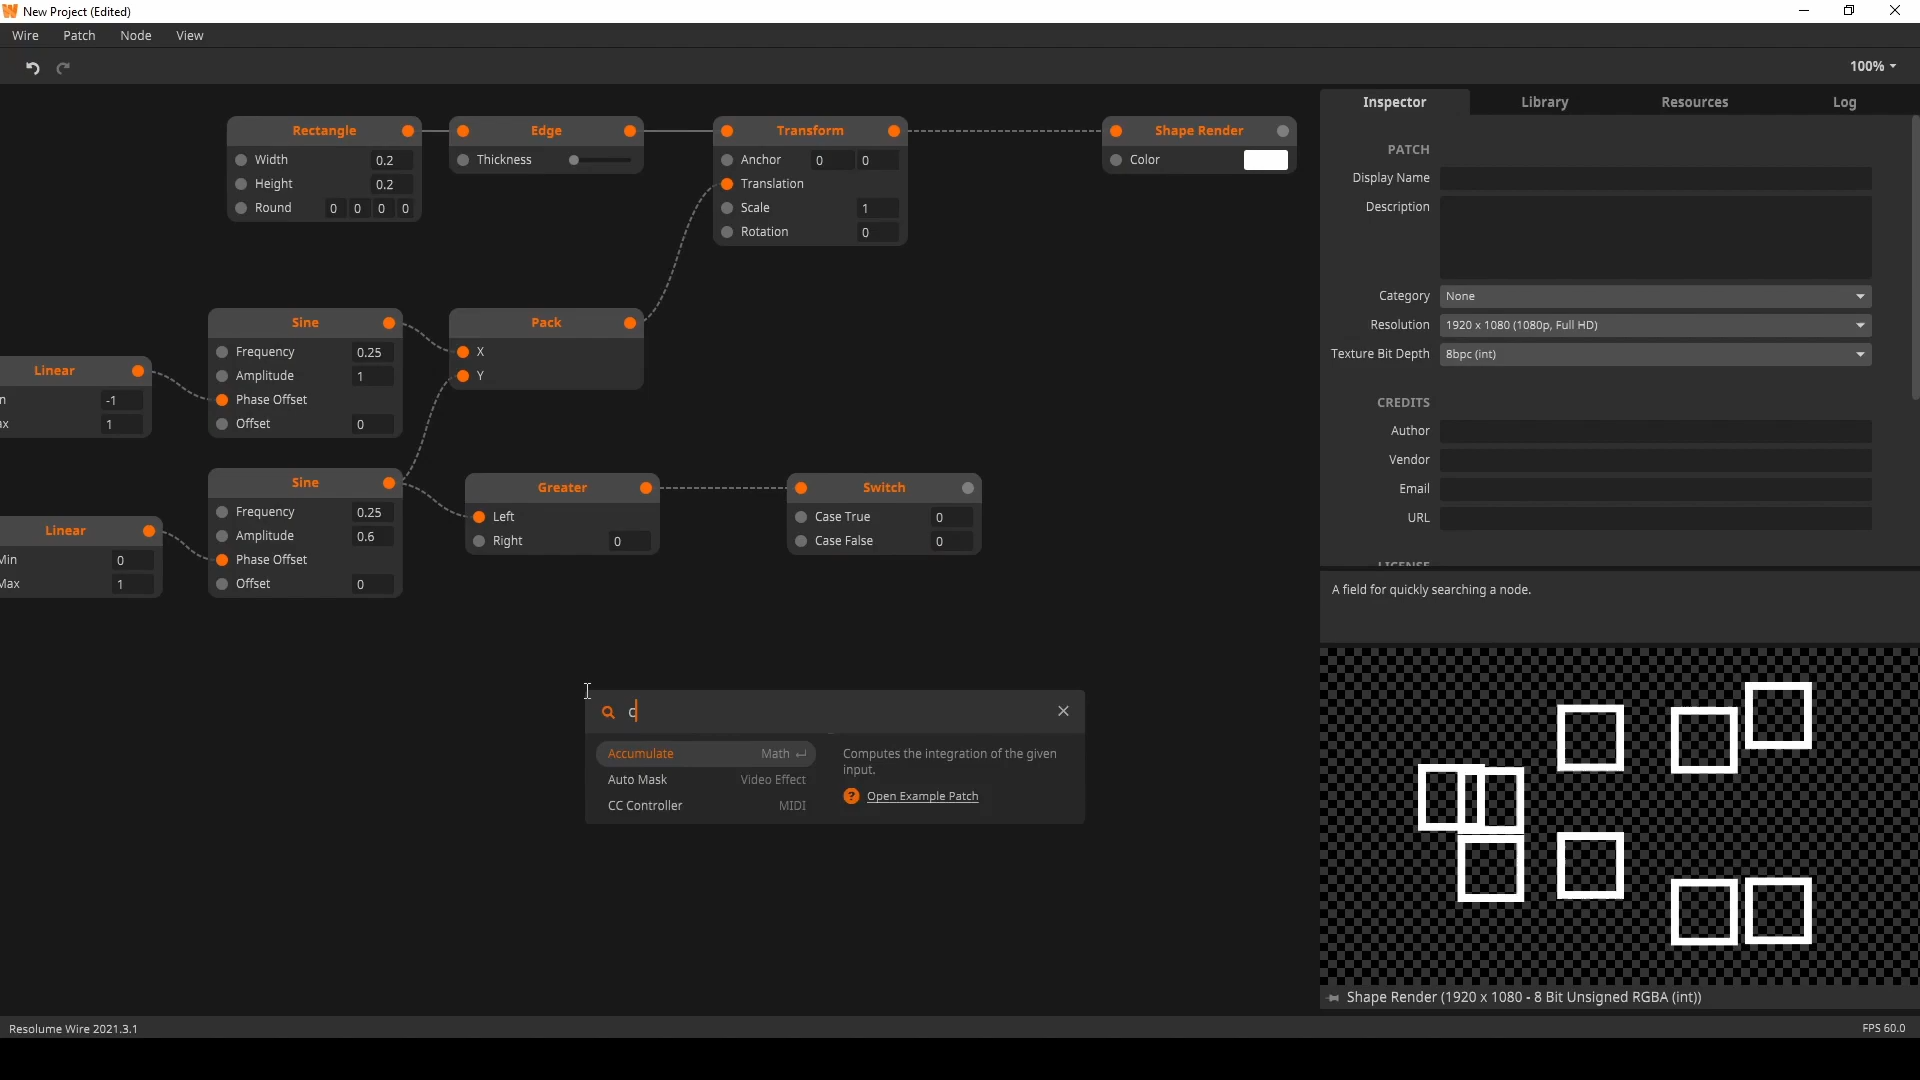 New Project (Edited)
Wire Patch Node View
100%
Rectangle
Width 0.2
Height 0.2
Round 0 0 0 0
Edge
Thickness
Transform
Anchor 0 0
Translation
Scale 1
Rotation 0
Shape Render
Color
Sine
Frequency 0.25
Amplitude 1
Phase Offset
Offset 0
Pack
X
Y
Linear
n -1
ax 1
Sine
Frequency 0.25
Amplitude 0.6
Phase Offset
Offset 0
Linear
Min 0
Max 1
Greater
Left
Right 0
Switch
Case True 0
Case False 0
c
Accumulate Math
Auto Mask Video Effect
CC Controller MIDI
Computes the integration of the given
input.
? Open Example Patch
Inspector Library Resources Log
PATCH
Display Name
Description
Category None
Resolution 1920 x 1080 (1080p, Full HD)
Texture Bit Depth 8bpc (int)
CREDITS
Author
Vendor
Email
URL
LICENSE
A field for quickly searching a node.
Shape Render (1920 x 1080 - 8 Bit Unsigned RGBA (int))
Resolume Wire 2021.3.1
FPS 60.0